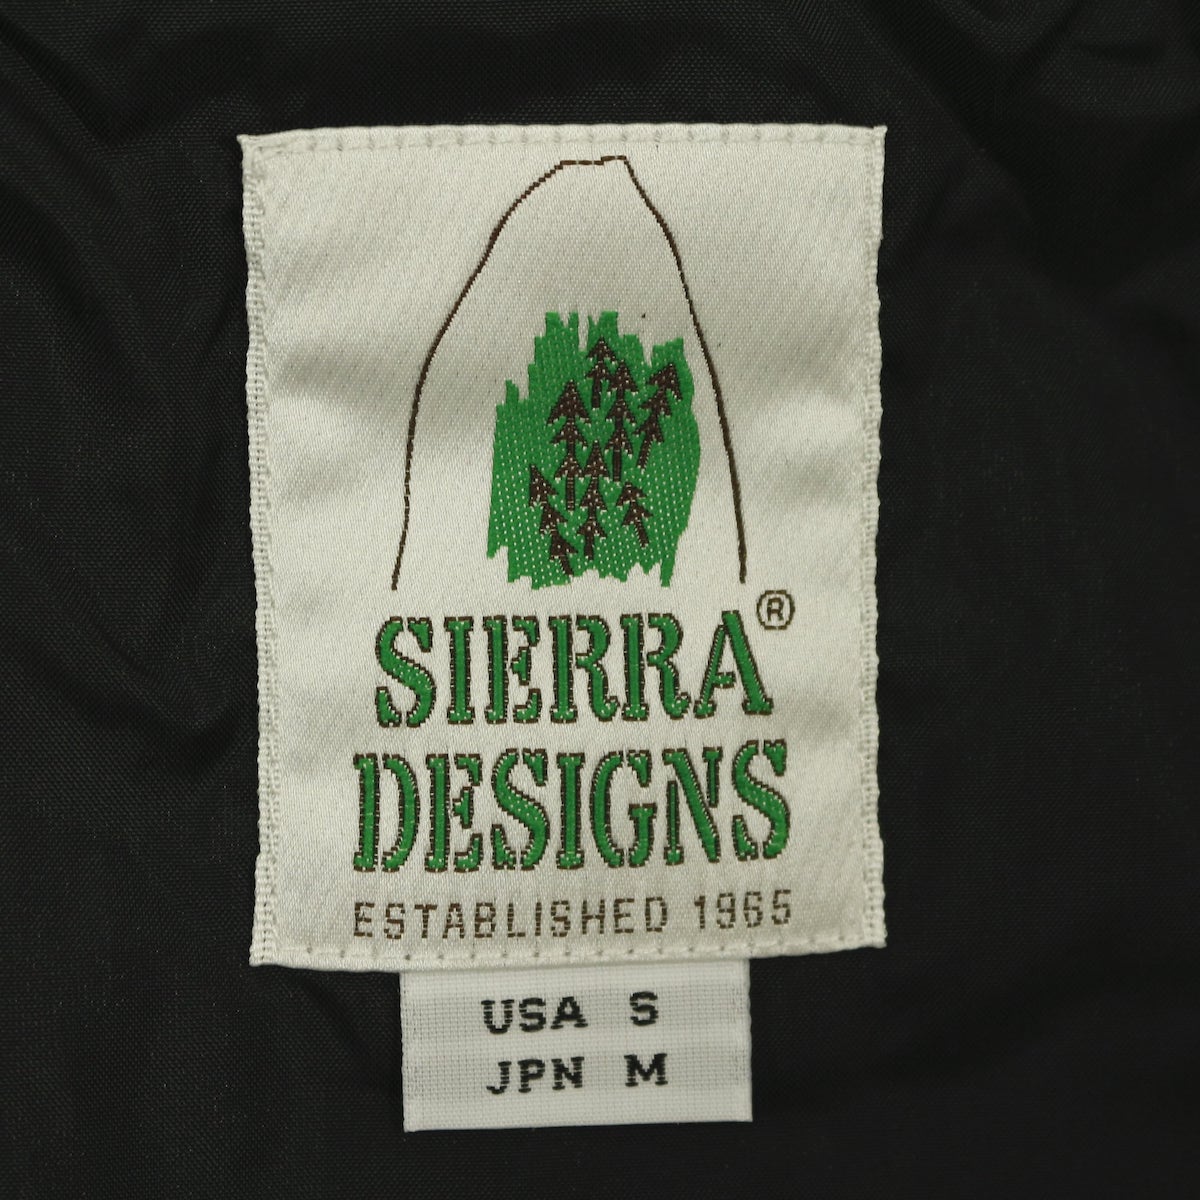 SIERRA®
DESIGNS
ESTABLISHED 1965
USA S
JPN M